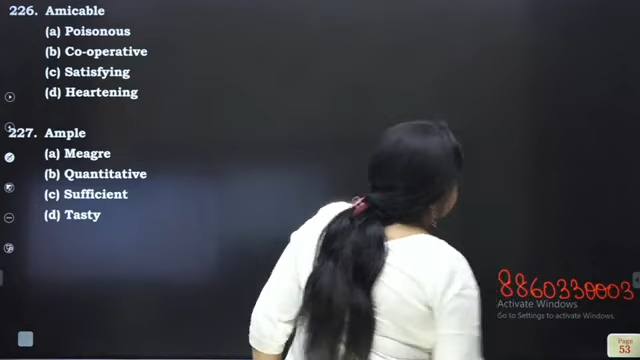 226. Amicable
(a) Poisonous
(b) Co-operative
(c) Satisfying
(d) Heartening
227. Ample
(a) Meagre
(b) Quantitative
(c) Sufficient
(d) Tasty
8860330003
Activate Windows
Go to Settings to activate Windows.
Page
53